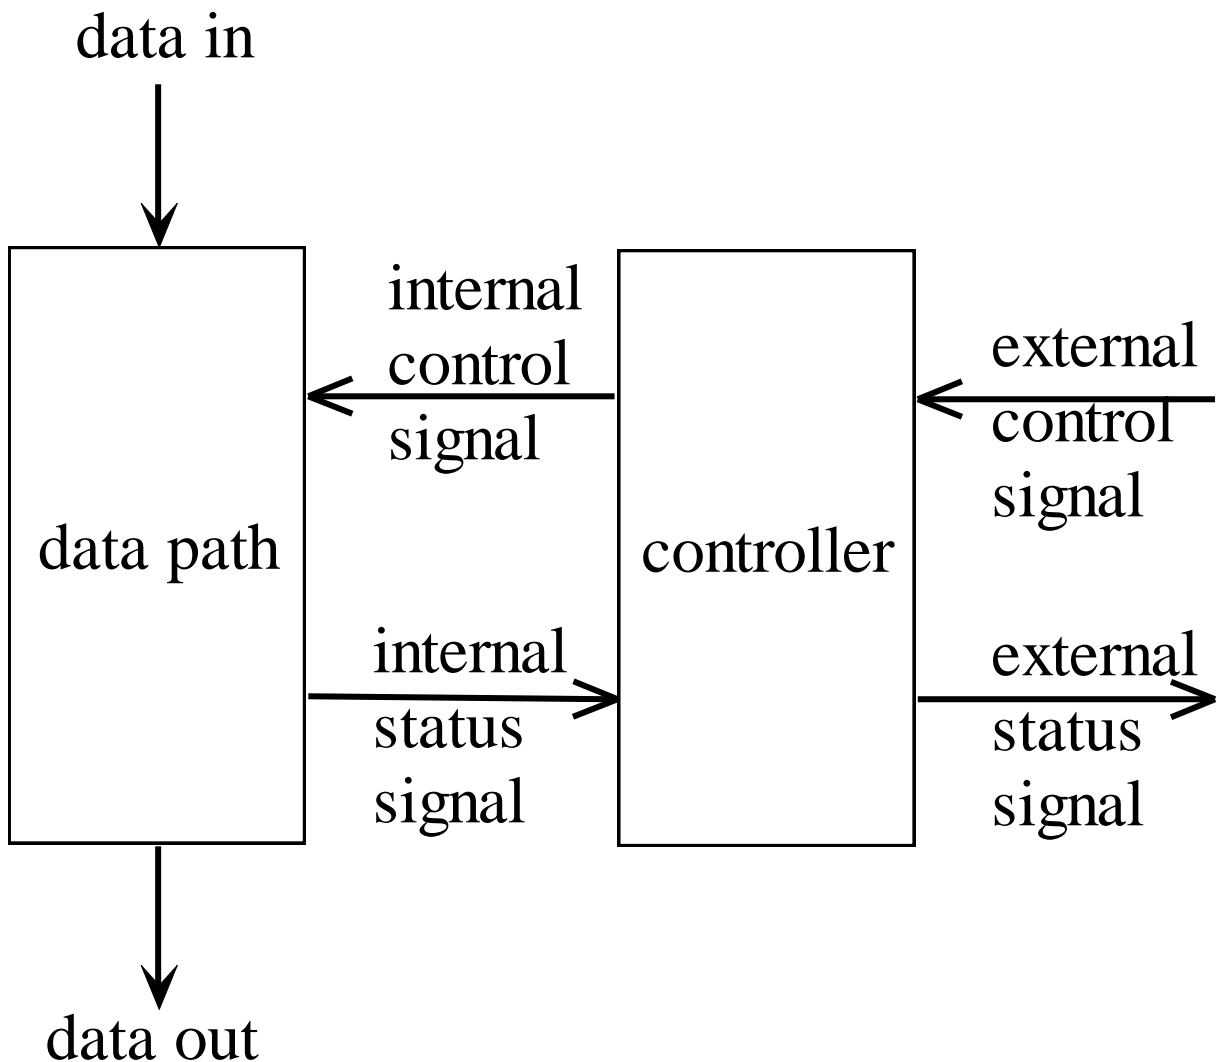 data in
internal
control
signal
external
control
signal
data path
controller
internal
status
signal
external
status
signal
data out